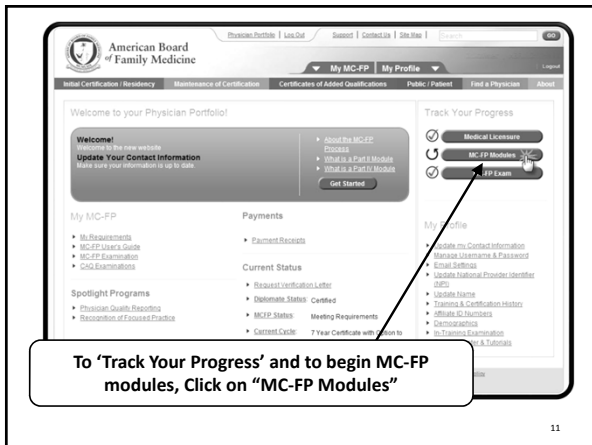 Physician Portfolio | Log Out
Support | Contact Us | Site Map | Search GO
American Board
of Family Medicine
My MC-FP My Profile Logout
Initial Certification / Residency Maintenance of Certification Certificates of Added Qualifications Public / Patient Find a Physician About
Welcome to your Physician Portfolio!
Welcome!
Welcome to the new website
Update Your Contact Information
Make sure your information is up to date.
About the MC-FP
Process
What is a Part II Module
What is a Part IV Module
Get Started
Track Your Progress
Medical Licensure
MC-FP Modules
-FP Exam
My MC-FP
My Requirements
MC-FP User's Guide
MC-FP Examination
CAQ Examinations
Spotlight Programs
Physician Quality Reporting
Recognition of Focused Practice
Payments
Payment Receipts
Current Status
Request Verification Letter
Diplomate Status: Certified
MCFP Status: Meeting Requirements
Current Cycle: 7 Year Certificate with Option to
My Profile
Update my Contact Information
Manage Username & Password
Email Settings
Update National Provider Identifier
(NPI)
Update Name
Training & Certification History
Affiliate ID Numbers
Demographics
In-Training Examination
& Tutorials
To 'Track Your Progress' and to begin MC-FP
modules, Click on "MC-FP Modules"
11